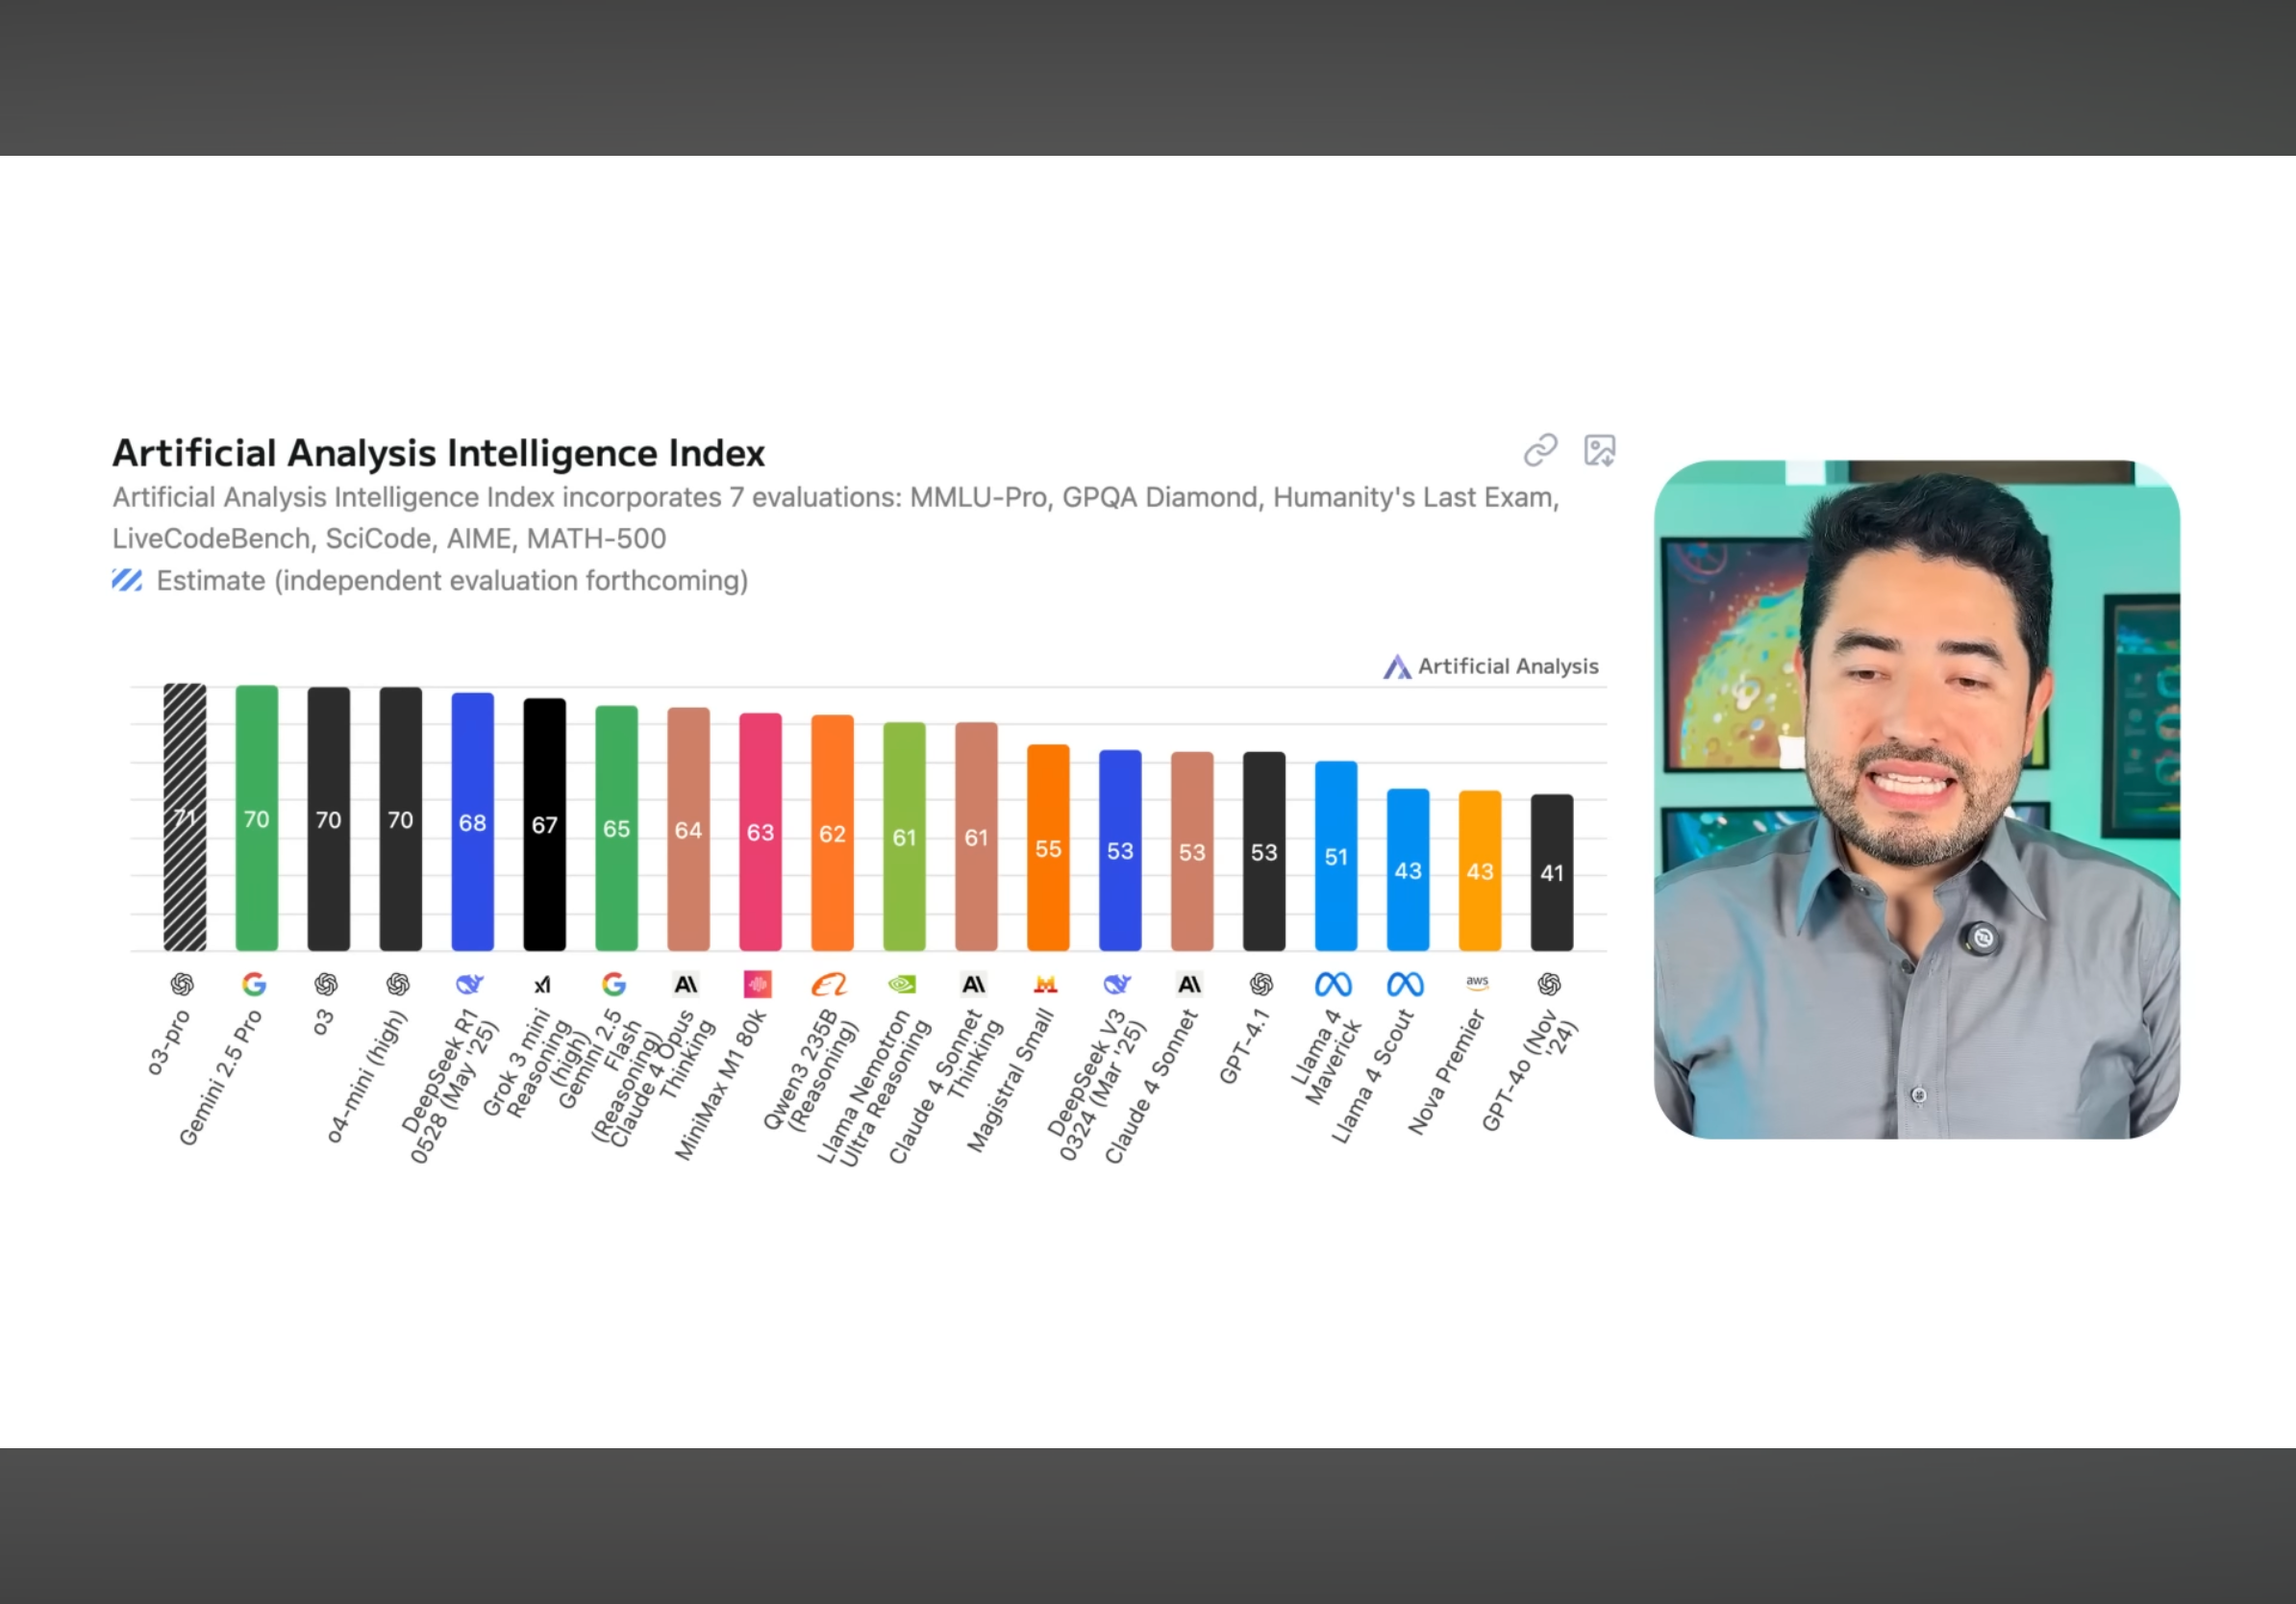 Artificial Analysis Intelligence Index
Artificial Analysis Intelligence Index incorporates 7 evaluations: MMLU-Pro, GPQA Diamond, Humanity's Last Exam,
LiveCodeBench, SciCode, AIME, MATH-500
Estimate (independent evaluation forthcoming)
Artificial Analysis
71
70
70
70
68
67
65
64
63
62
61
61
55
53
53
53
51
43
43
41
aws
o3-pro
Gemini 2.5 Pro
o3
o4-mini (high)
DeepSeek R1
0528 (May '25)
Grok 3 mini
Reasoning
(high)
Gemini 2.5
Flash
(Reasoning)
Claude 4 Opus
Thinking
MiniMax M1 80k
Qwen3 235B
(Reasoning)
Llama Nemotron
Ultra Reasoning
Claude 4 Sonnet
Thinking
Magistral Small
DeepSeek V3
0324 (Mar '25)
Claude 4 Sonnet
GPT-4.1
Llama 4
Maverick
Llama 4 Scout
Nova Premier
GPT-4o (Nov
'24)